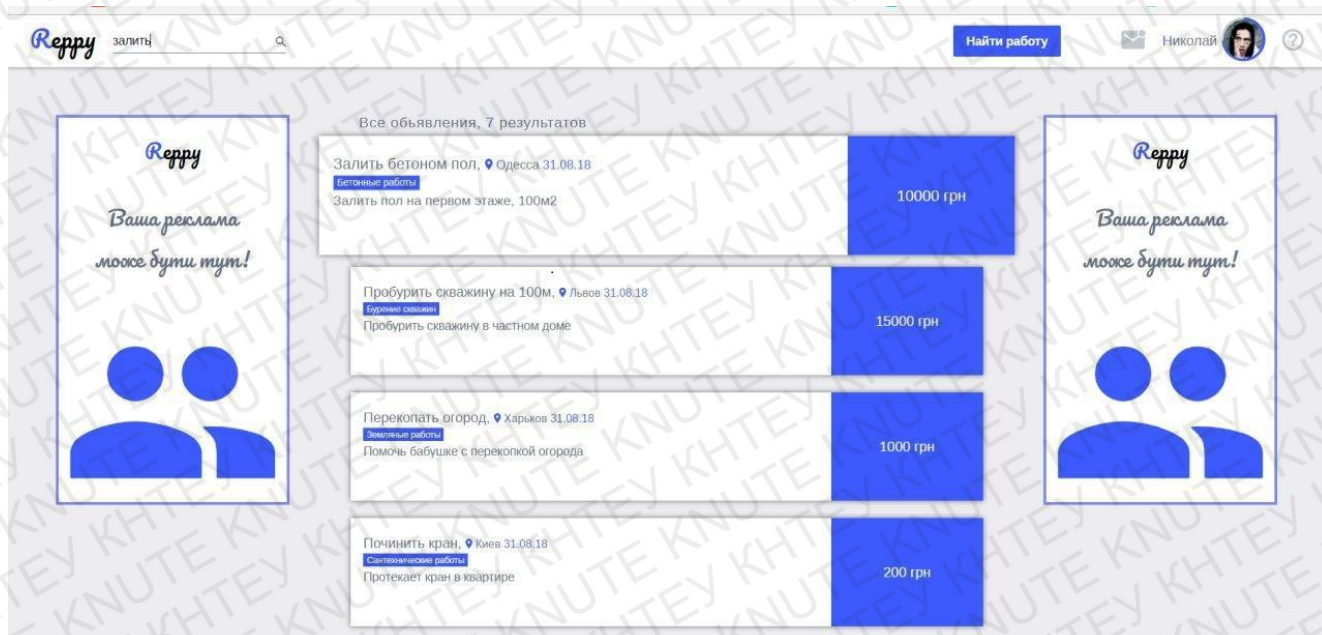 Reppy залить Найти работу Николай ?
Все обьявления, 7 результатов
Reppy
Ваша реклама
може бути тут!
Залить бетоном пол, Одесса 31.08.18
Бетонные работы
Залить пол на первом этаже, 100м2
10000 грн
Пробурить скважину на 100м, Львов 31.08.18
Бурение скважин
Пробурить скважину в частном доме
15000 грн
Перекопать огород, Харьков 31.08.18
Земляные работы
Помочь бабушке с перекопкой огорода
1000 грн
Починить кран, Киев 31.08.18
Сантехнические работы
Протекает кран в квартире
200 грн
Reppy
Ваша реклама
може бути тут!
KNUTE КНТЕУ